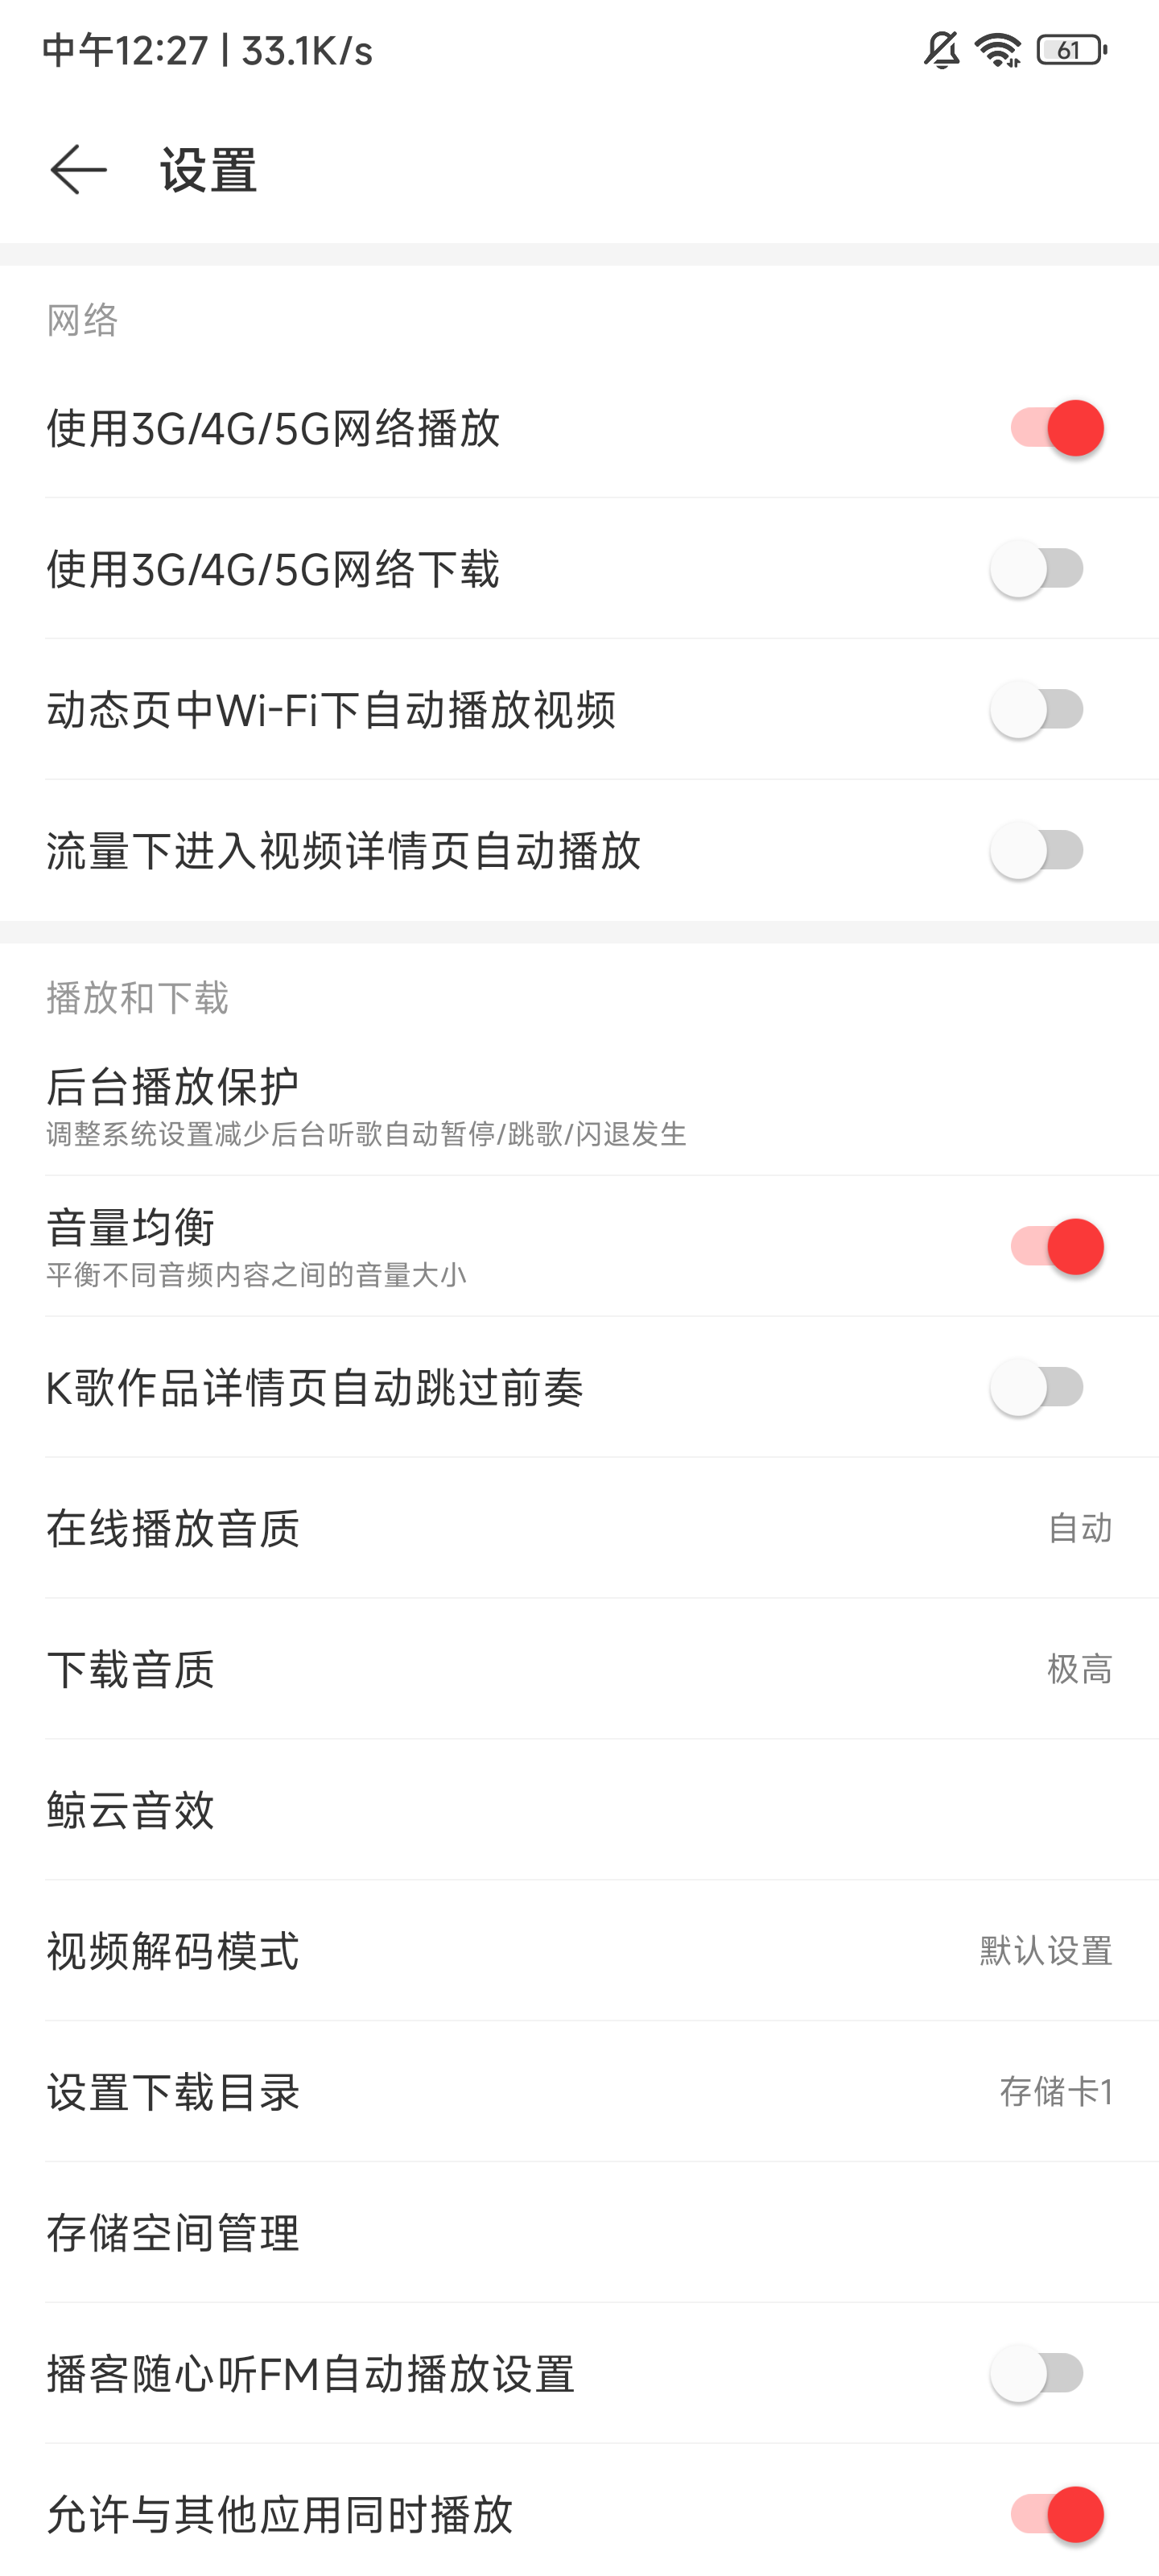 中午12:27 | 33.1K/s
61
设置
网络
使用3G/4G/5G网络播放
使用3G/4G/5G网络下载
动态页中Wi-Fi下自动播放视频
流量下进入视频详情页自动播放
播放和下载
后台播放保护
调整系统设置减少后台听歌自动暂停/跳歌/闪退发生
音量均衡
平衡不同音频内容之间的音量大小
K歌作品详情页自动跳过前奏
在线播放音质 自动
下载音质 极高
鲸云音效
视频解码模式 默认设置
设置下载目录 存储卡1
存储空间管理
播客随心听FM自动播放设置
允许与其他应用同时播放